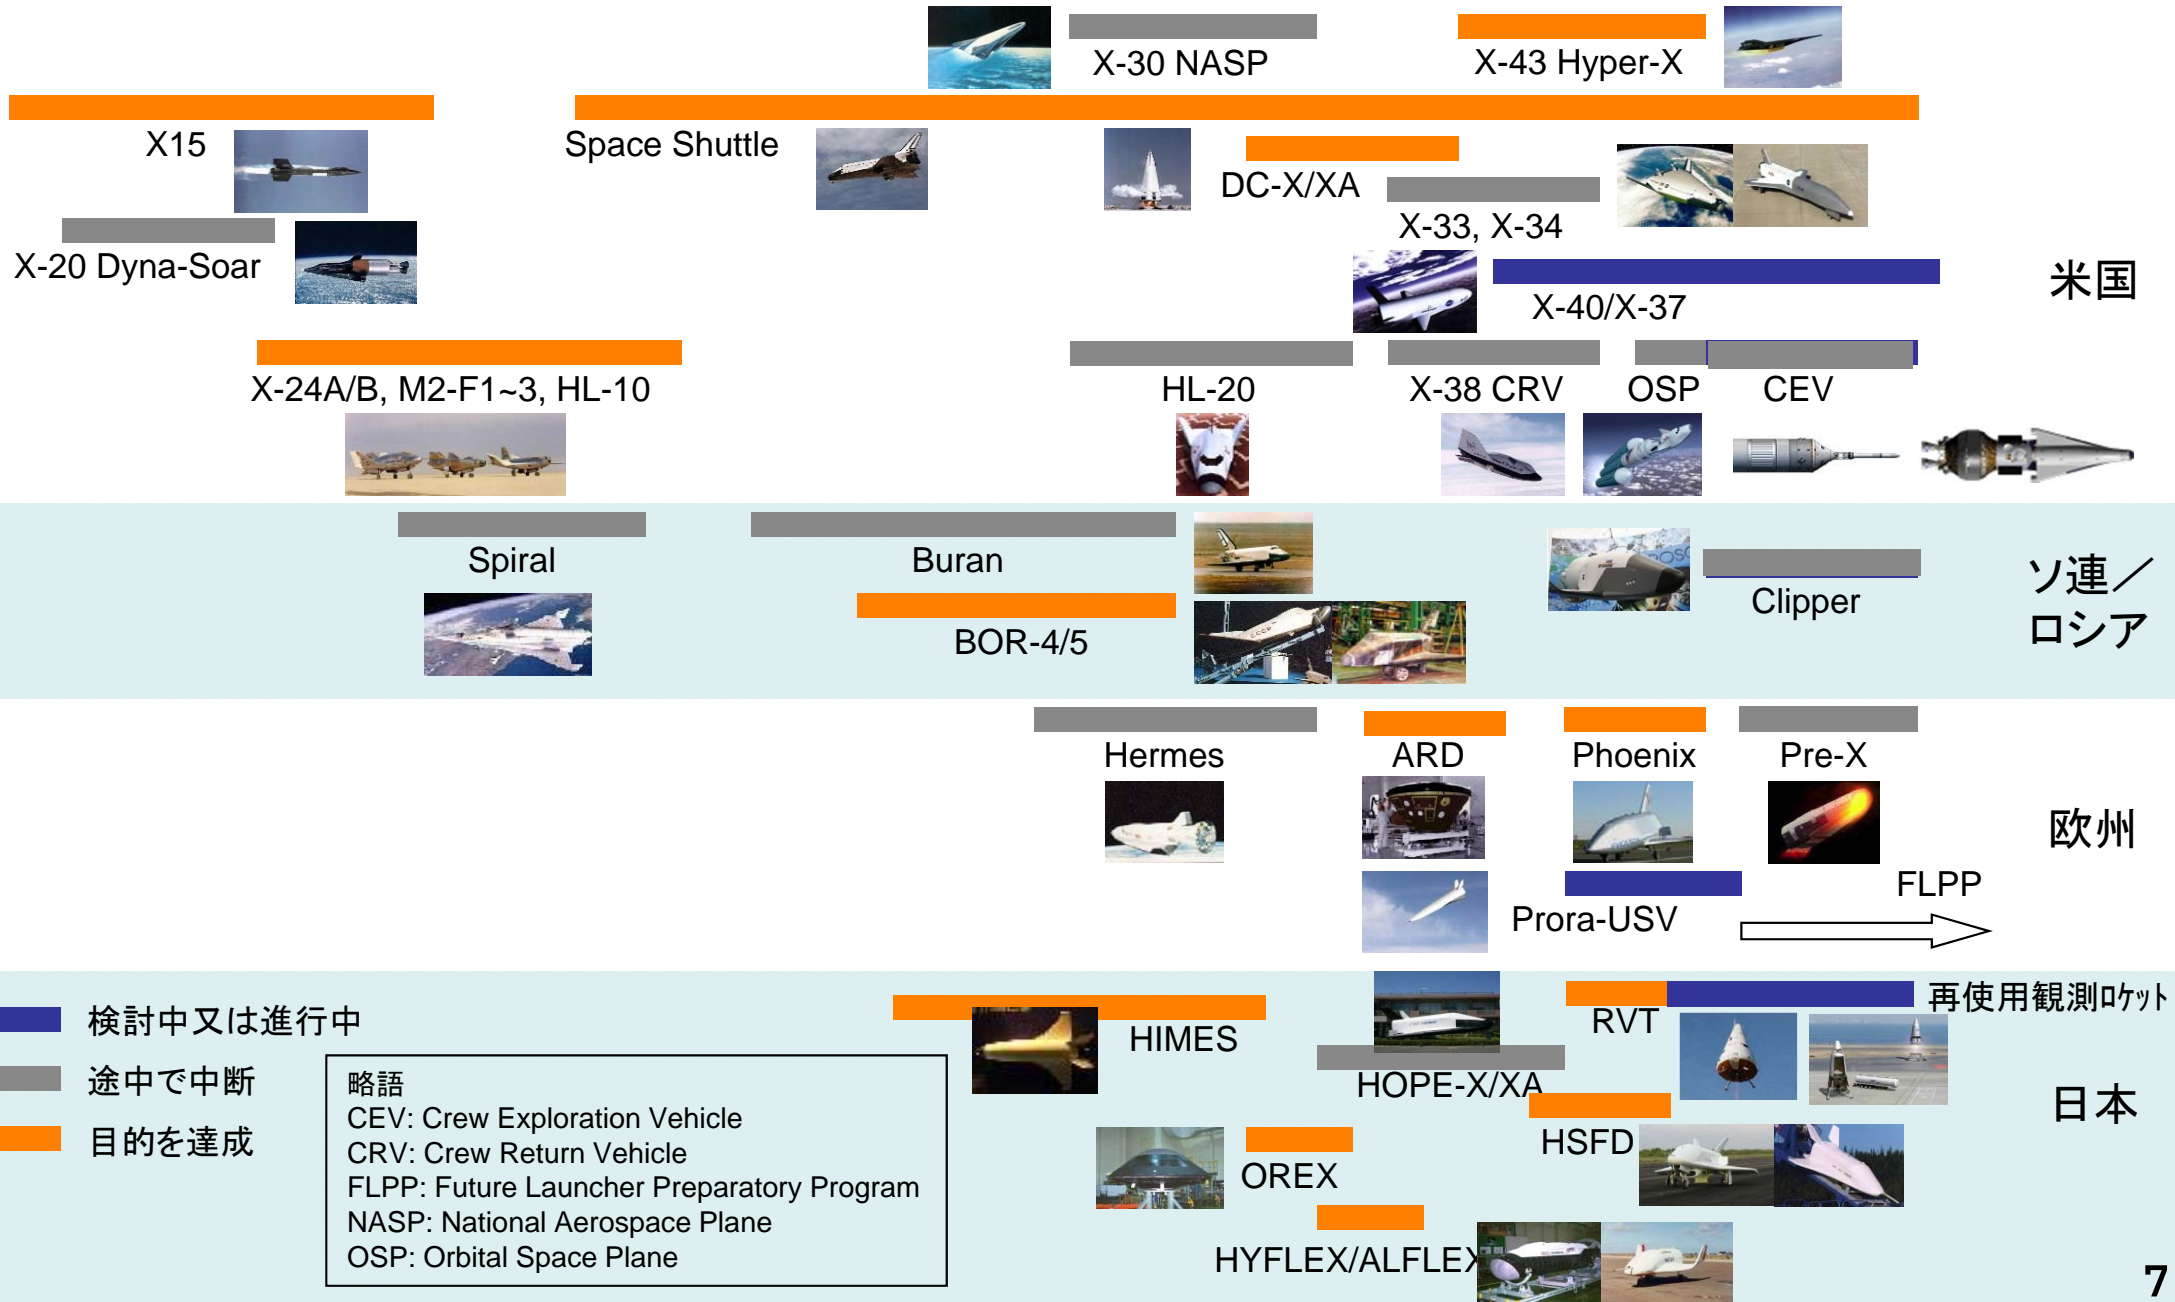 X-30 NASP
X-43 Hyper-X
X15
Space Shuttle
DC-X/XA
X-33, X-34
X-20 Dyna-Soar
X-40/X-37
米国
X-24A/B, M2-F1~3, HL-10
HL-20
X-38 CRV
OSP
CEV
Spiral
Buran
BOR-4/5
Clipper
ソ連／
ロシア
Hermes
ARD
Phoenix
Pre-X
欧州
Prora-USV
FLPP
検討中又は進行中
途中で中断
目的を達成
略語
CEV: Crew Exploration Vehicle
CRV: Crew Return Vehicle
FLPP: Future Launcher Preparatory Program
NASP: National Aerospace Plane
OSP: Orbital Space Plane
HIMES
HOPE-X/XA
RVT
再使用観測ﾛｹｯﾄ
HSFD
OREX
HYFLEX/ALFLEX
日本
7